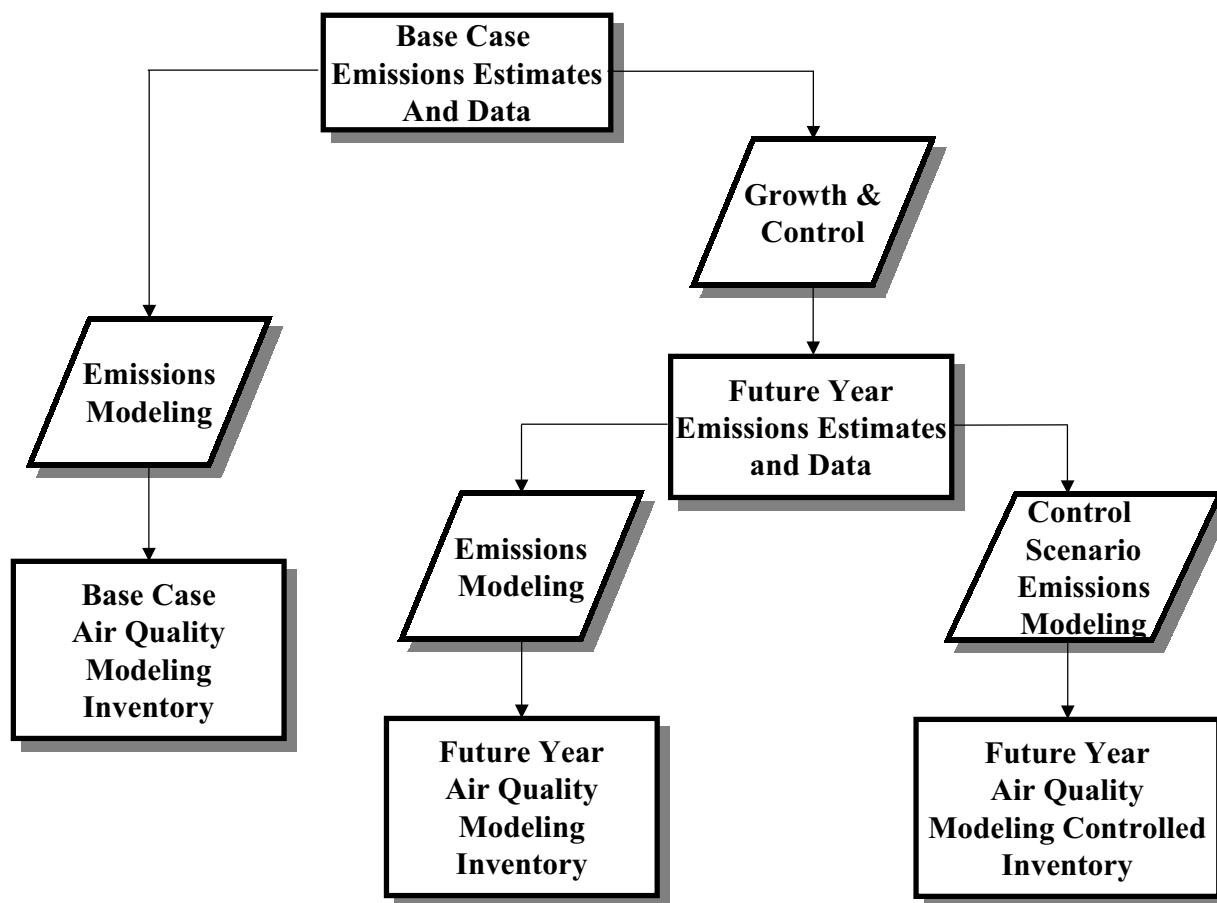 Base Case
Emissions Estimates
And Data
Growth &
Control
Emissions
Modeling
Future Year
Emissions Estimates
and Data
Emissions
Modeling
Control
Scenario
Emissions
Modeling
Base Case
Air Quality
Modeling
Inventory
Future Year
Air Quality
Modeling
Inventory
Future Year
Air Quality
Modeling Controlled
Inventory